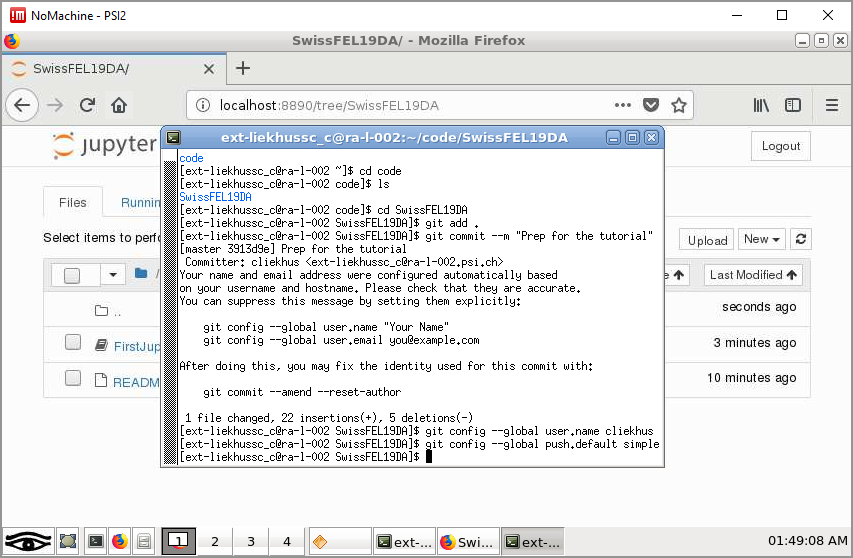 NoMachine - PSI2
SwissFEL19DA/ - Mozilla Firefox
SwissFEL19DA/
localhost:8890/tree/SwissFEL19DA
jupyter
Logout
ext-liekhussc_c@ra-l-002:~/code/SwissFEL19DA
code
[ext-liekhussc_c@ra-l-002 ~]$ cd code
[ext-liekhussc_c@ra-l-002 code]$ ls
SwissFEL19DA
[ext-liekhussc_c@ra-l-002 code]$ cd SwissFEL19DA
[ext-liekhussc_c@ra-l-002 SwissFEL19DA]$ git add .
[ext-liekhussc_c@ra-l-002 SwissFEL19DA]$ git commit --m "Prep for the tutorial"
[master 3913d9e] Prep for the tutorial
Committer: cliekhus <ext-liekhussc_c@ra-l-002.psi.ch>
Your name and email address were configured automatically based
on your username and hostname. Please check that they are accurate.
You can suppress this message by setting them explicitly:
git config --global user.name "Your Name"
git config --global user.email you@example.com
After doing this, you may fix the identity used for this commit with:
git commit --amend --reset-author
1 file changed, 22 insertions(+), 5 deletions(-)
[ext-liekhussc_c@ra-l-002 SwissFEL19DA]$ git config --global user.name cliekhus
[ext-liekhussc_c@ra-l-002 SwissFEL19DA]$ git config --global push.default simple
[ext-liekhussc_c@ra-l-002 SwissFEL19DA]$
Files
Runnin
Select items to perfo
Upload
New
/
e
Last Modified
..
seconds ago
FirstJup
3 minutes ago
README
10 minutes ago
1
2
3
4
ext-...
Swi...
ext-...
01:49:08 AM